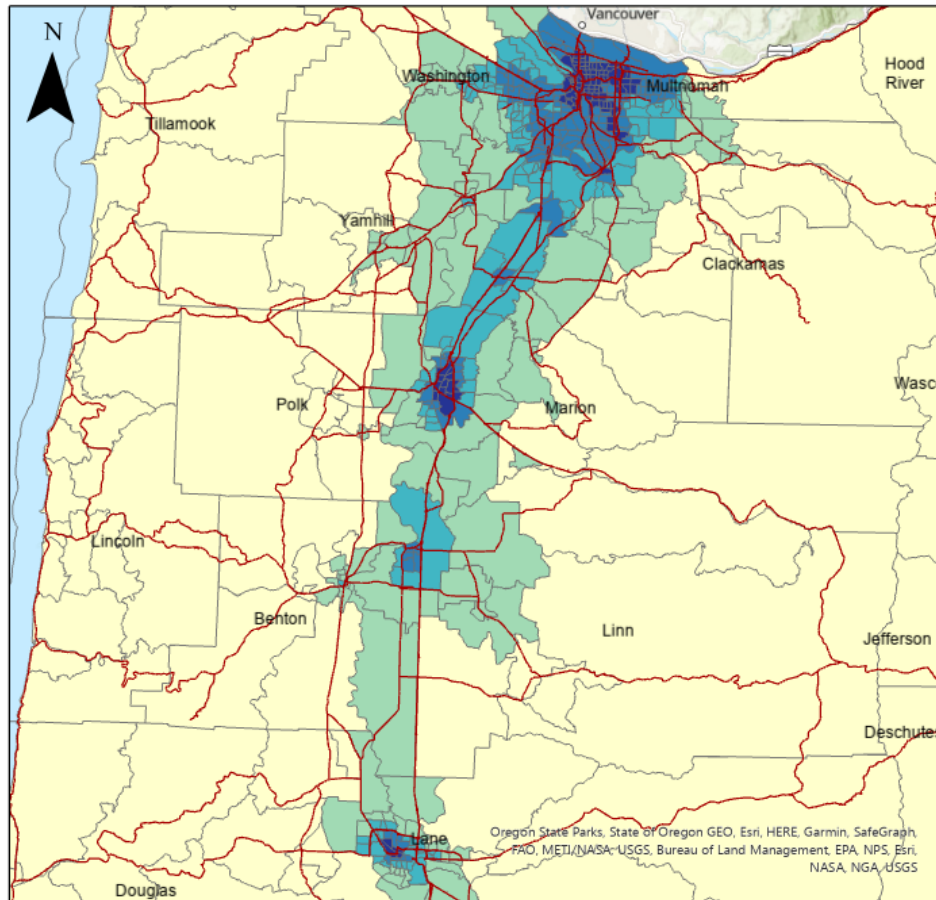 N
Vancouver
Washington
Multnomah
Hood
River
Tillamook
Yamhill
Clackamas
Wasc
Polk
Marion
Lincoln
Benton
Linn
Jefferson
Deschutes
Lane
Oregon State Parks, State of Oregon GEO, Esri, HERE, Garmin, SafeGraph,
FAO, METI/NASA, USGS, Bureau of Land Management, EPA, NPS, Esri,
NASA, NGA, USGS
Douglas